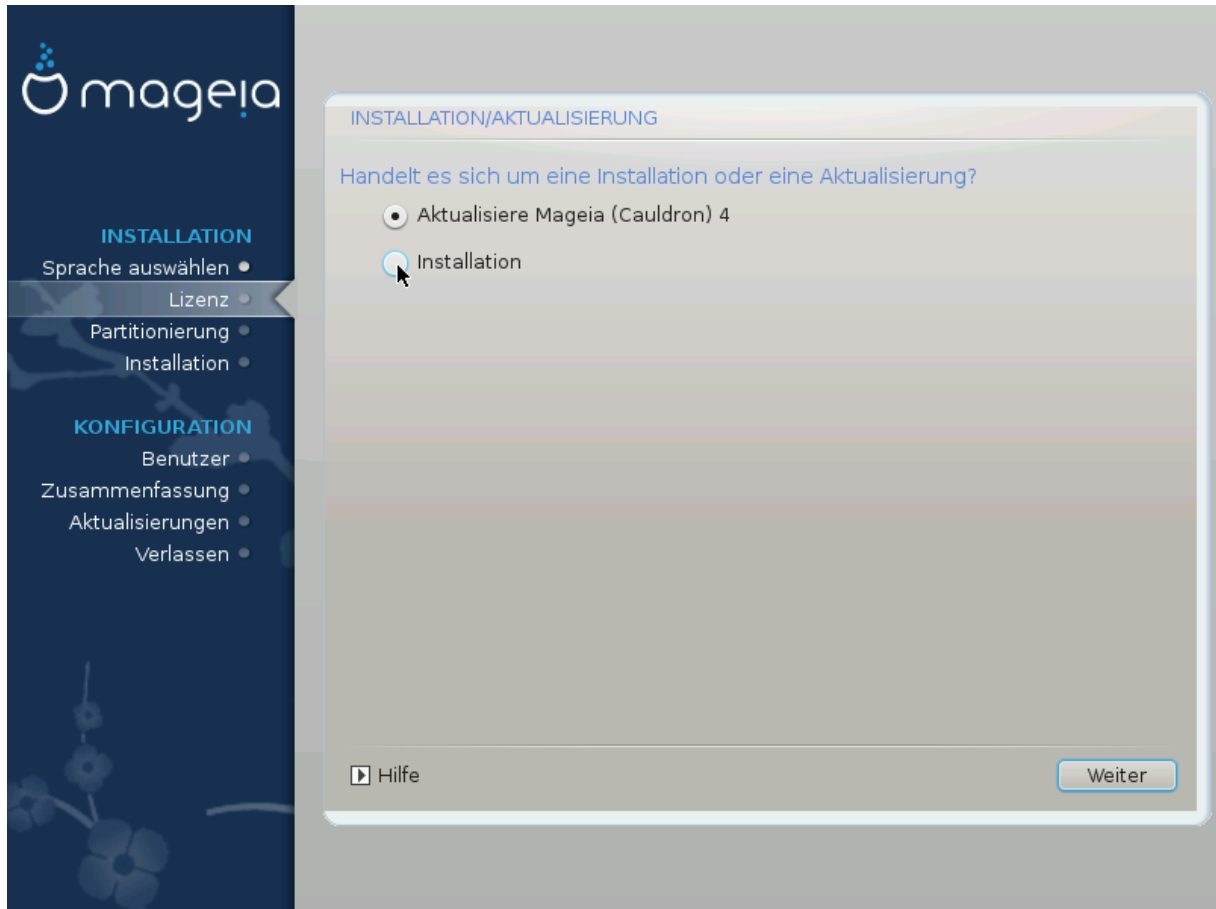 mageia
INSTALLATION
Sprache auswählen
Lizenz
Partitionierung
Installation
KONFIGURATION
Benutzer
Zusammenfassung
Aktualisierungen
Verlassen
INSTALLATION/AKTUALISIERUNG
Handelt es sich um eine Installation oder eine Aktualisierung?
Aktualisiere Mageia (Cauldron) 4
Installation
Hilfe
Weiter